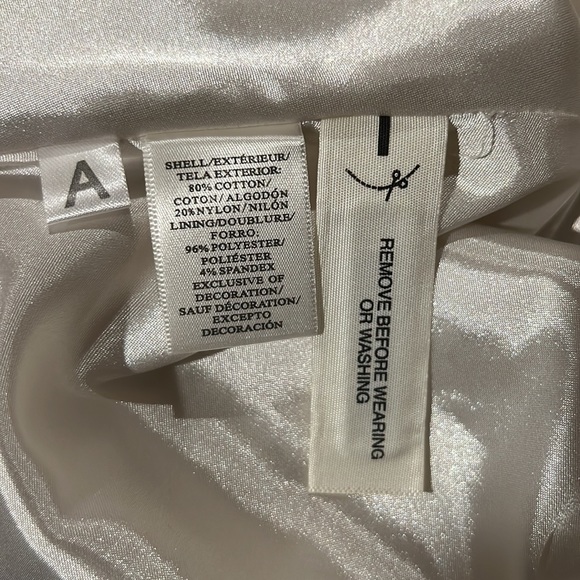 A
SHELL/EXTÉRIEUR/
TELA EXTERIOR:
80% COTTON/
COTON/ALGODÓN
20% NYLON/NILÓN
LINING/DOUBLURE/
FORRO:
96% POLYESTER/
POLIÉSTER
4% SPANDEX
EXCLUSIVE OF
DECORATION/
SAUF DÉCORATION/
EXCEPTO
DECORACIÓN
REMOVE BEFORE WEARING
OR WASHING